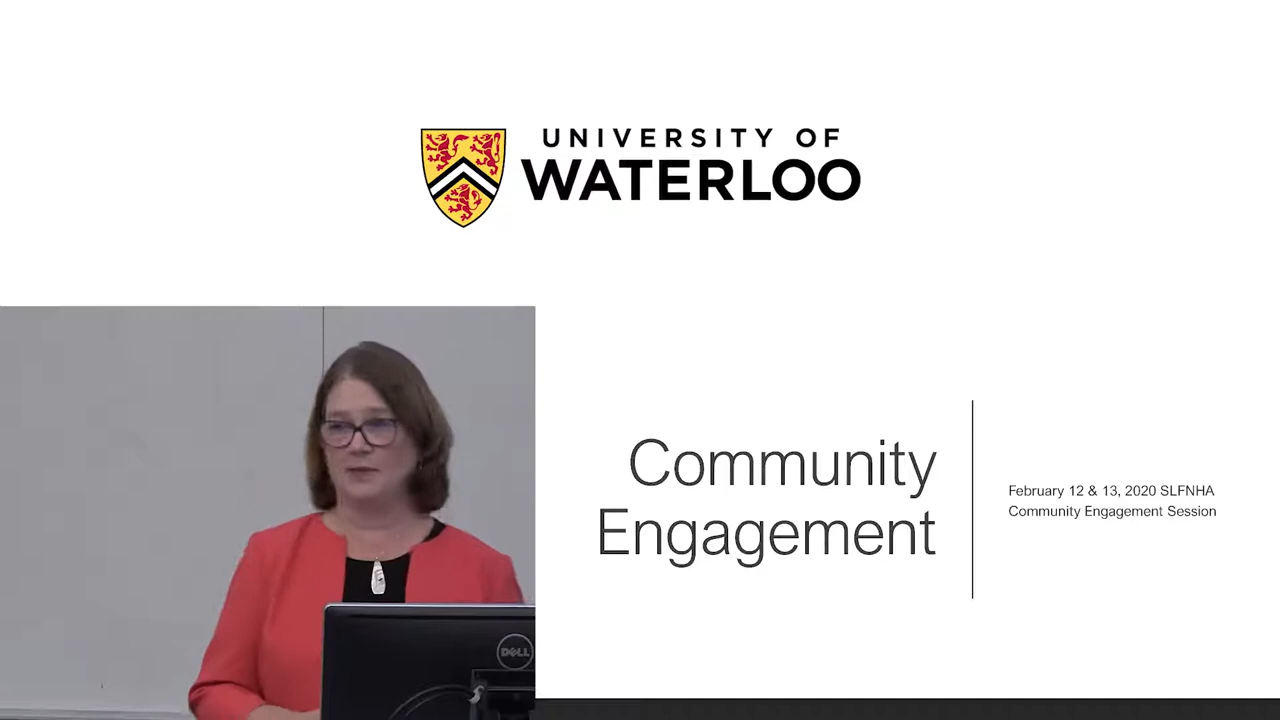 UNIVERSITY OF
WATERLOO
Community
Engagement
February 12 & 13, 2020 SLFNHA
Community Engagement Session
DELL